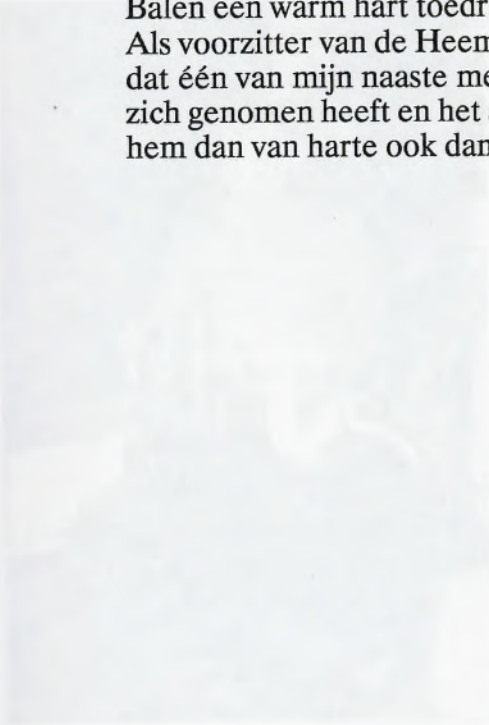 Balen een warm hart toedr
Als voorzitter van de Heem
dat één van mijn naaste me
zich genomen heeft en het
hem dan van harte ook dan